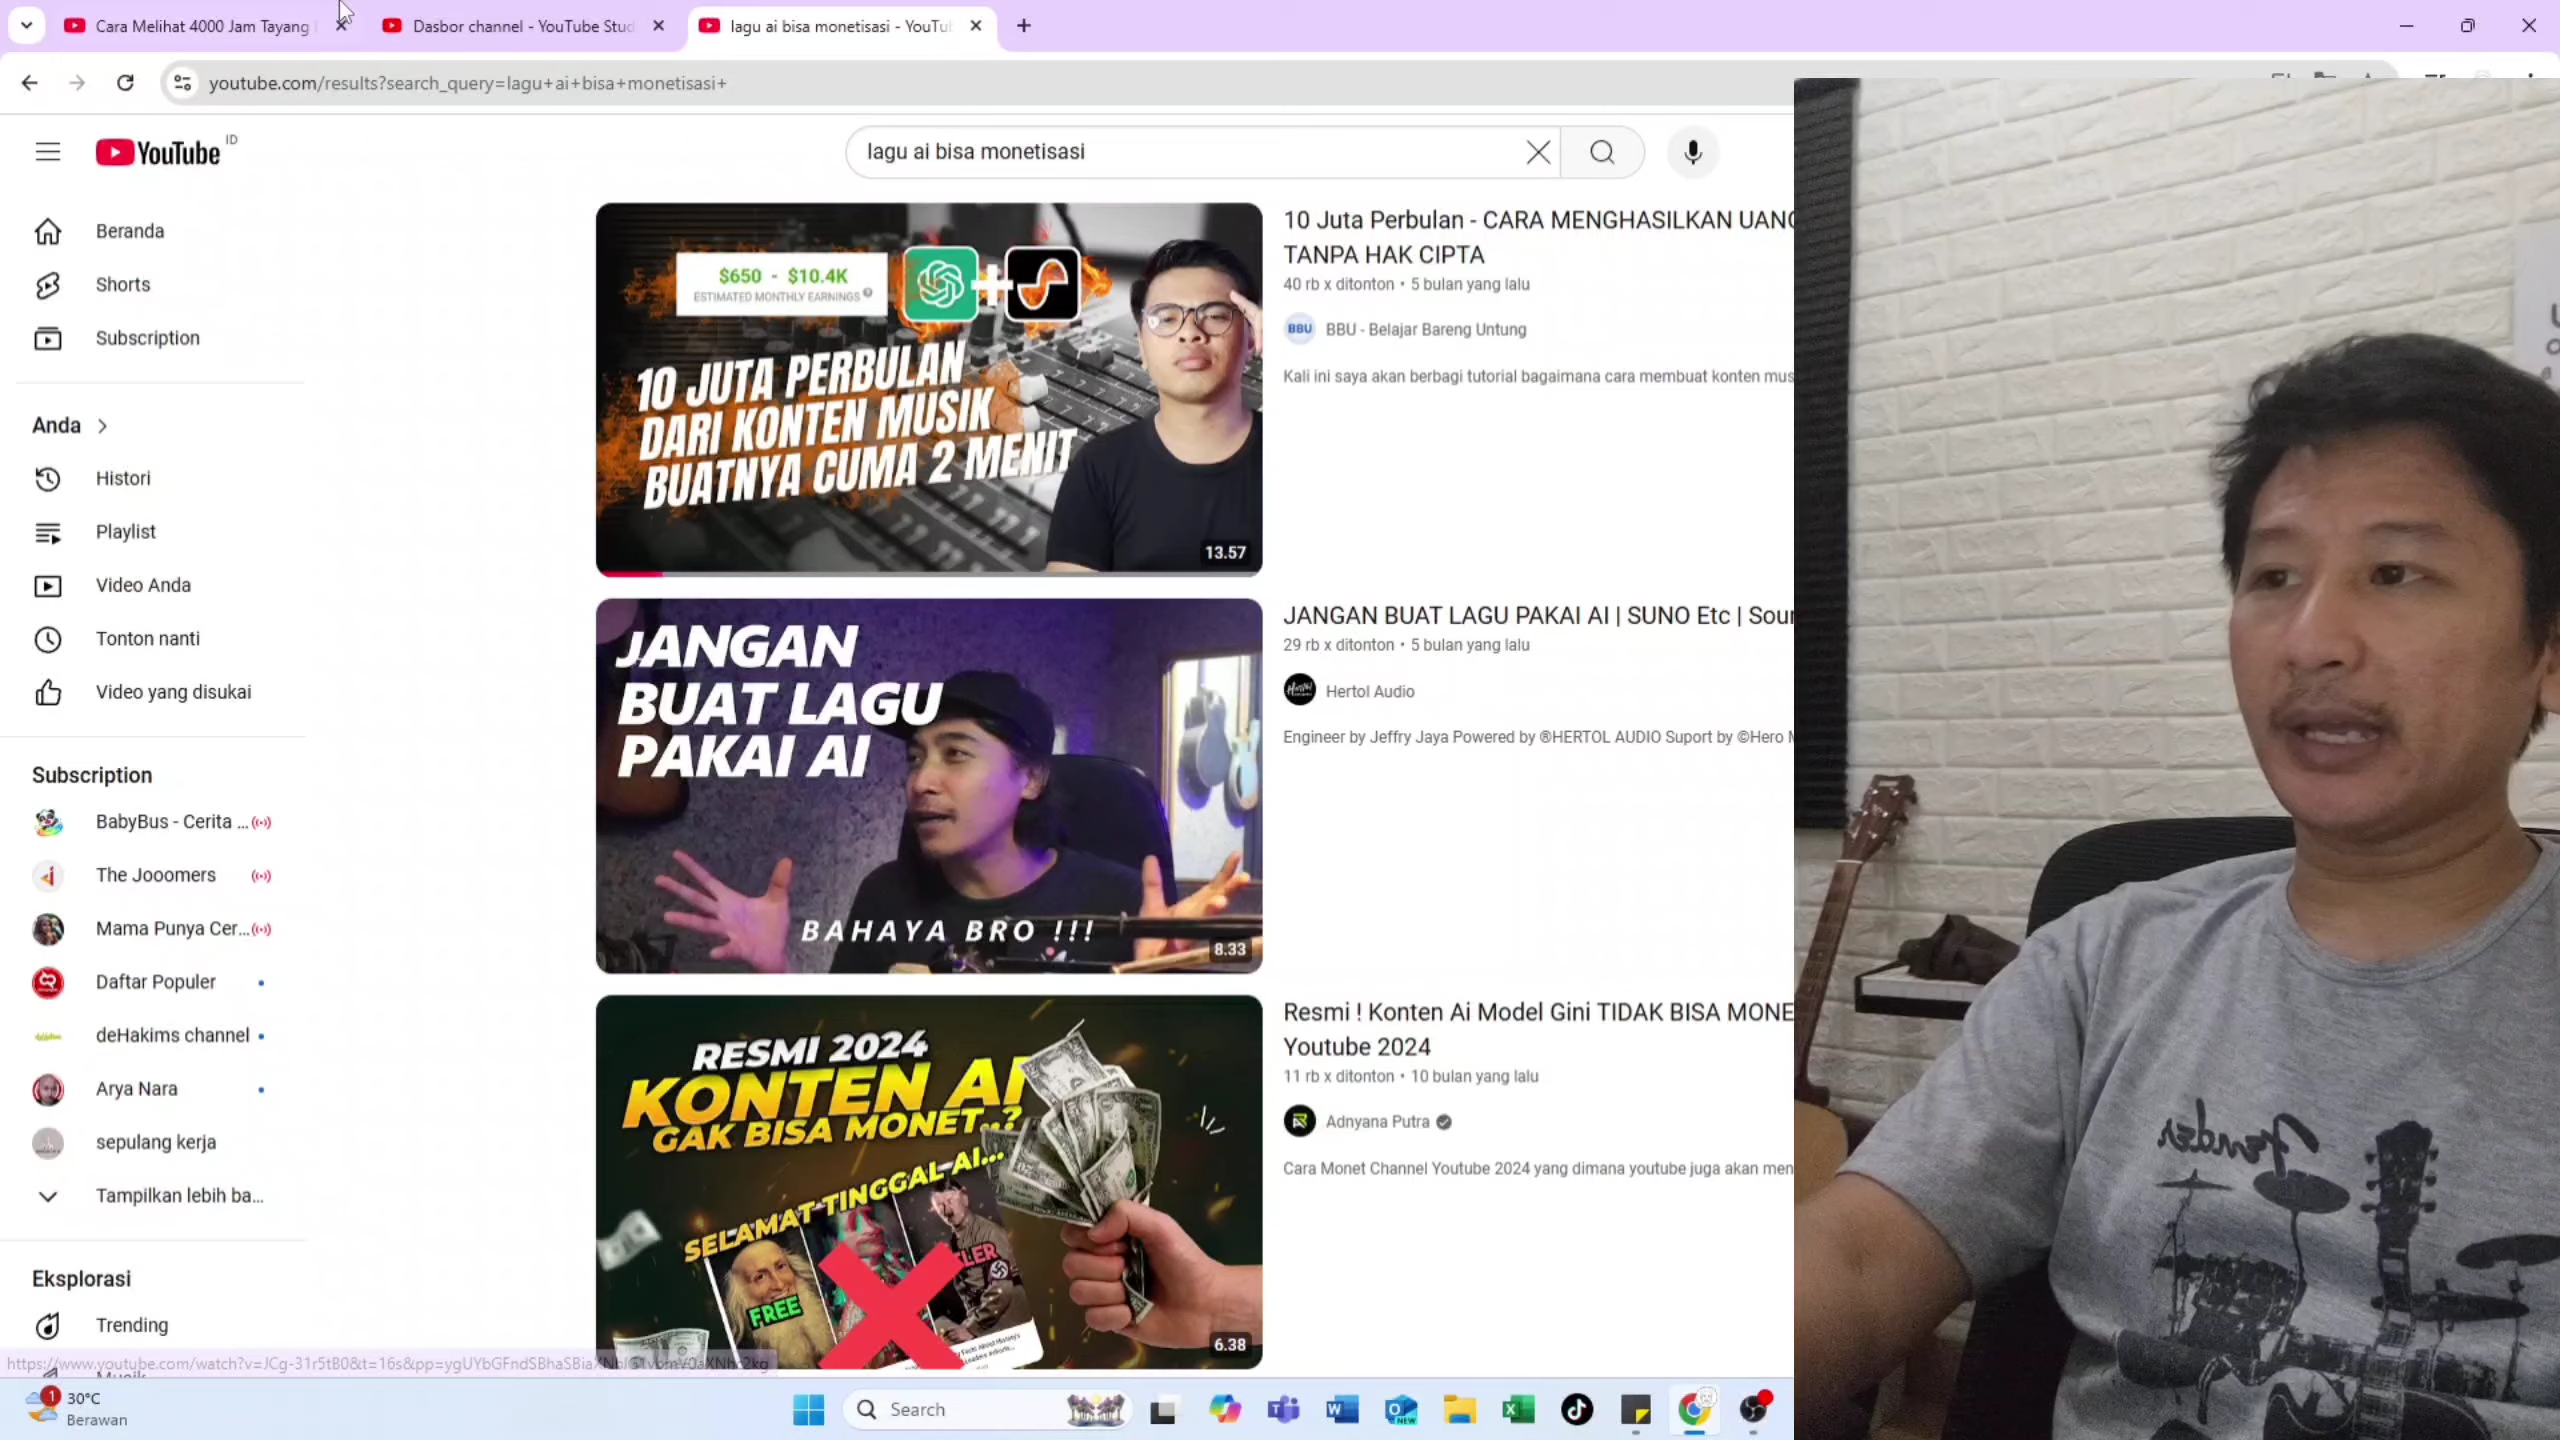 Cara Melihat 4000 Jam Tayang
Dasbor channel - YouTube Stud
lagu ai bisa monetisasi - YouTu
youtube.com/results?search_query=lagu+ai+bisa+monetisasi+
YouTube ID
lagu ai bisa monetisasi
Beranda
Shorts
Subscription
Anda
Histori
Playlist
Video Anda
Tonton nanti
Video yang disukai
Subscription
BabyBus - Cerita ...
The Jooomers
Mama Punya Cer...
Daftar Populer
deHakims channel
Arya Nara
sepulang kerja
Tampilkan lebih ba...
Eksplorasi
Trending
$650 - $10.4K
ESTIMATED MONTHLY EARNINGS
10 JUTA PERBULAN
DARI KONTEN MUSIK
BUATNYA CUMA 2 MENIT
13.57
10 Juta Perbulan - CARA MENGHASILKAN UANG
TANPA HAK CIPTA
40 rb x ditonton • 5 bulan yang lalu
BBU
BBU - Belajar Bareng Untung
Kali ini saya akan berbagi tutorial bagaimana cara membuat konten mus
JANGAN
BUAT LAGU
PAKAI AI
BAHAYA BRO !!!
8.33
JANGAN BUAT LAGU PAKAI AI | SUNO Etc | Soun
29 rb x ditonton • 5 bulan yang lalu
Hertol Audio
Engineer by Jeffry Jaya Powered by ®HERTOL AUDIO Suport by ©Hero M
RESMI 2024
KONTEN AI
GAK BISA MONET..?
SELAMAT TINGGAL AI...
FREE
6.38
Resmi ! Konten Ai Model Gini TIDAK BISA MONE
Youtube 2024
11 rb x ditonton • 10 bulan yang lalu
Adnyana Putra
Cara Monet Channel Youtube 2024 yang dimana youtube juga akan men
Fender
1
30°C
Berawan
Search